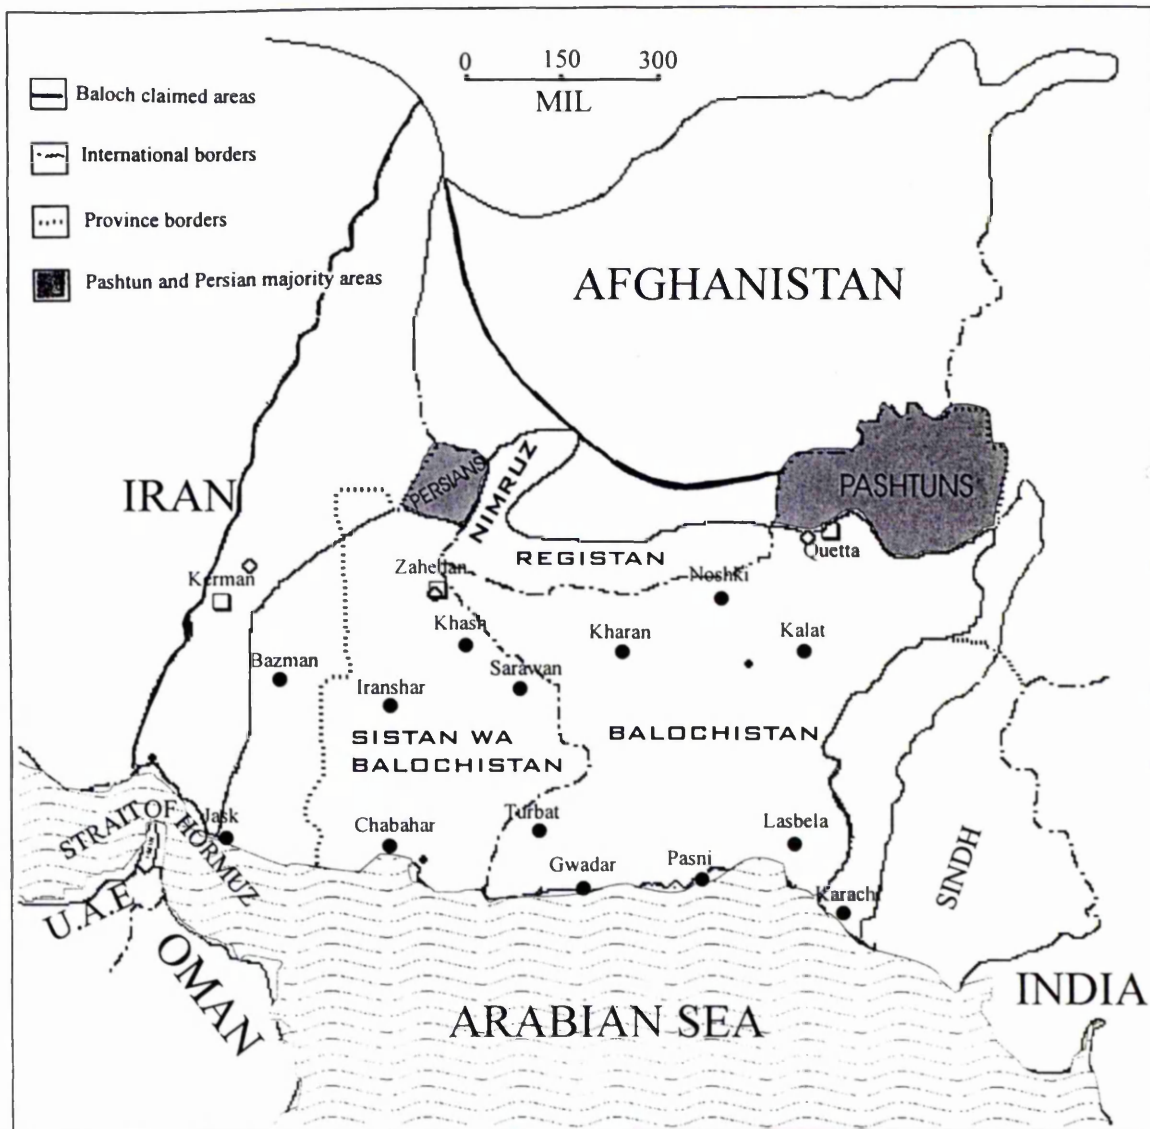 0 150 300
MIL
Baloch claimed areas
International borders
Province borders
Pashtun and Persian majority areas
AFGHANISTAN
IRAN
PERSIANS
NIMRUZ
PASHTUNS
REGISTAN
Quetta
Kerman
Zahedan
Noshki
Khash
Kharan
Kalat
Bazman
Sarawan
Iranshar
SISTAN WA
BALOCHISTAN
BALOCHISTAN
STRAIT OF HORMUZ
Jask
Chabahar
Turbat
Lasbela
Gwadar
Pasni
Karachi
SINDH
U.A.E
OMAN
ARABIAN SEA
INDIA